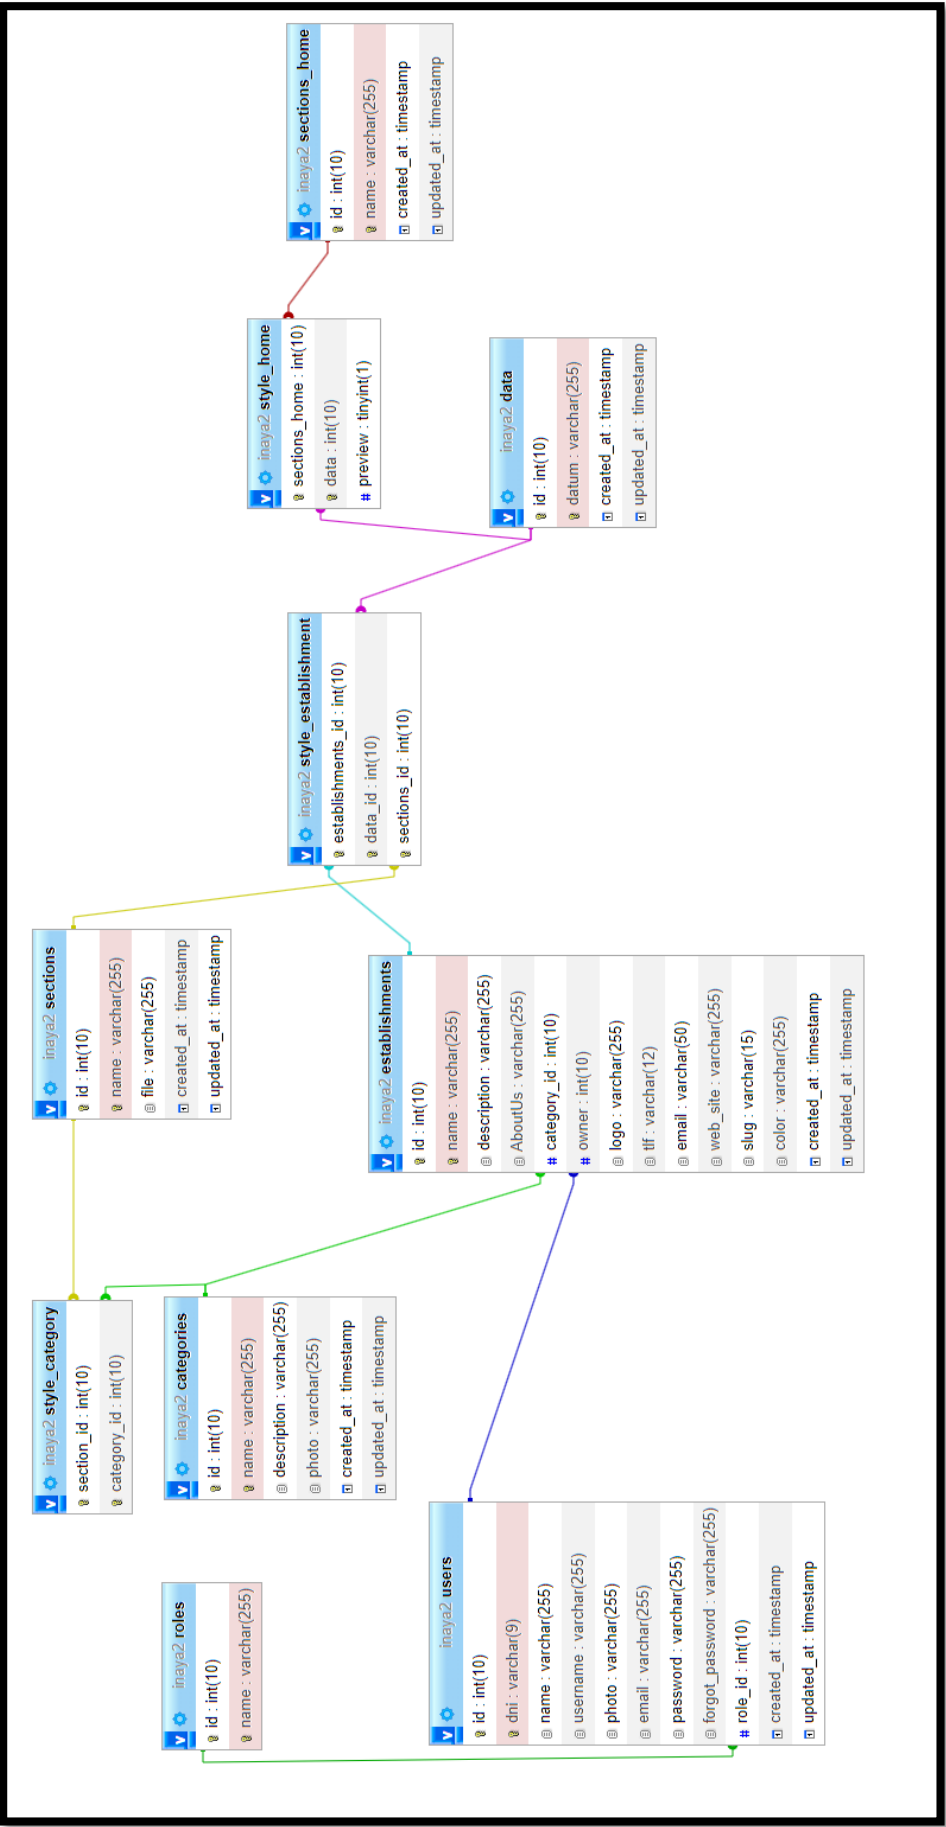 inaya2 roles
id : int(10)
name : varchar(255)
inaya2 users
id : int(10)
dni : varchar(9)
name : varchar(255)
username : varchar(255)
photo : varchar(255)
email : varchar(255)
password : varchar(255)
forgot_password : varchar(255)
# role_id : int(10)
created_at : timestamp
updated_at : timestamp
inaya2 style_category
section_id : int(10)
category_id : int(10)
inaya2 categories
id : int(10)
name : varchar(255)
description : varchar(255)
photo : varchar(255)
created_at : timestamp
updated_at : timestamp
inaya2 sections
id : int(10)
name : varchar(255)
file : varchar(255)
created_at : timestamp
updated_at : timestamp
inaya2 establishments
id : int(10)
name : varchar(255)
description : varchar(255)
AboutUs : varchar(255)
# category_id : int(10)
# owner : int(10)
logo : varchar(255)
tlf : varchar(12)
email : varchar(50)
web_site : varchar(255)
slug : varchar(15)
color : varchar(255)
created_at : timestamp
updated_at : timestamp
inaya2 style_establishment
establishments_id : int(10)
data_id : int(10)
sections_id : int(10)
inaya2 style_home
sections_home : int(10)
data : int(10)
# preview : tinyint(1)
inaya2 data
id : int(10)
datum : varchar(255)
created_at : timestamp
updated_at : timestamp
inaya2 sections_home
id : int(10)
name : varchar(255)
created_at : timestamp
updated_at : timestamp